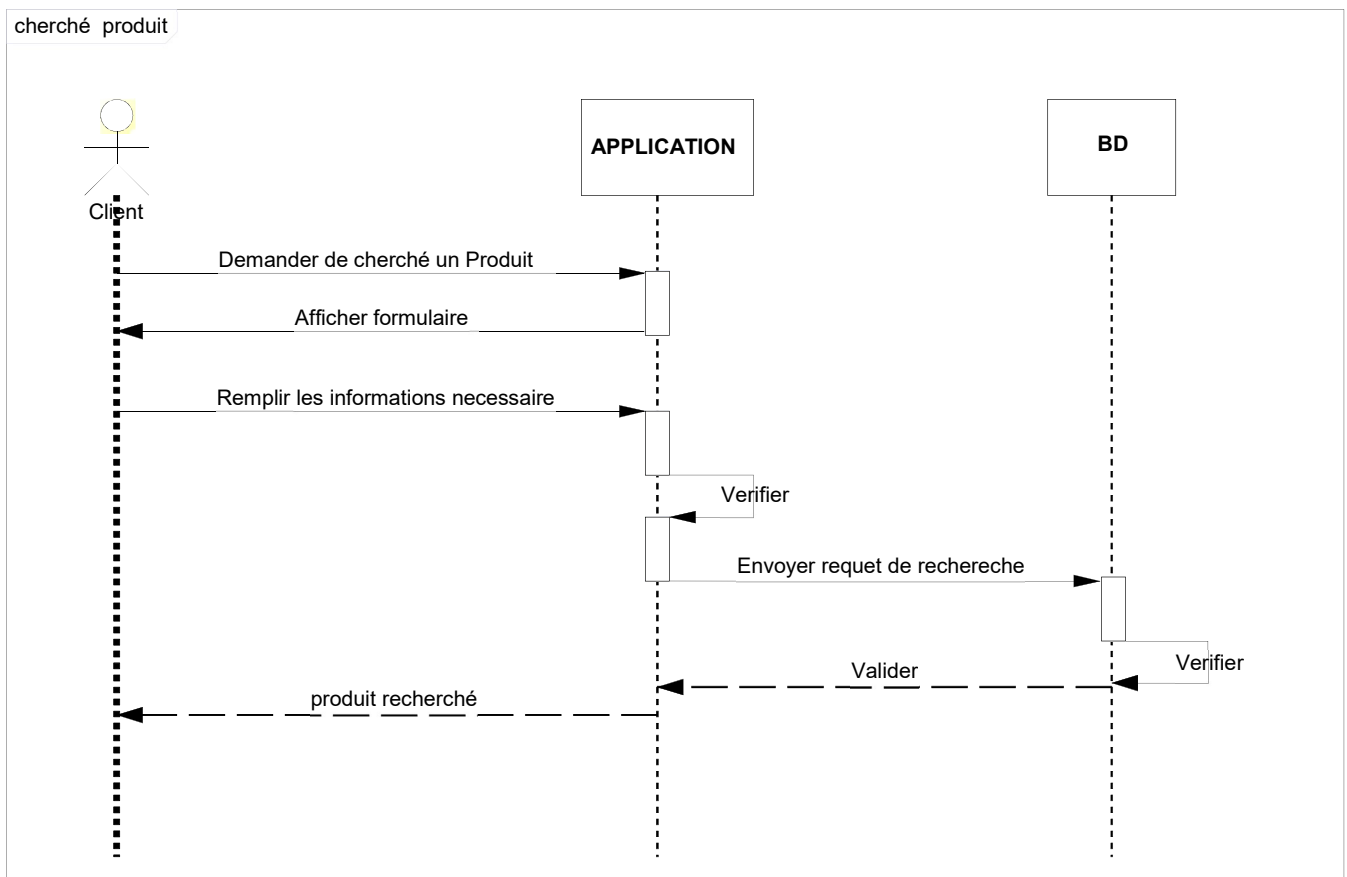 cherché  produit
APPLICATION
BD
Client
Demander de cherché un Produit
Afficher formulaire
Remplir les informations necessaire
Verifier
Envoyer requet de rechereche
Verifier
Valider
produit recherché